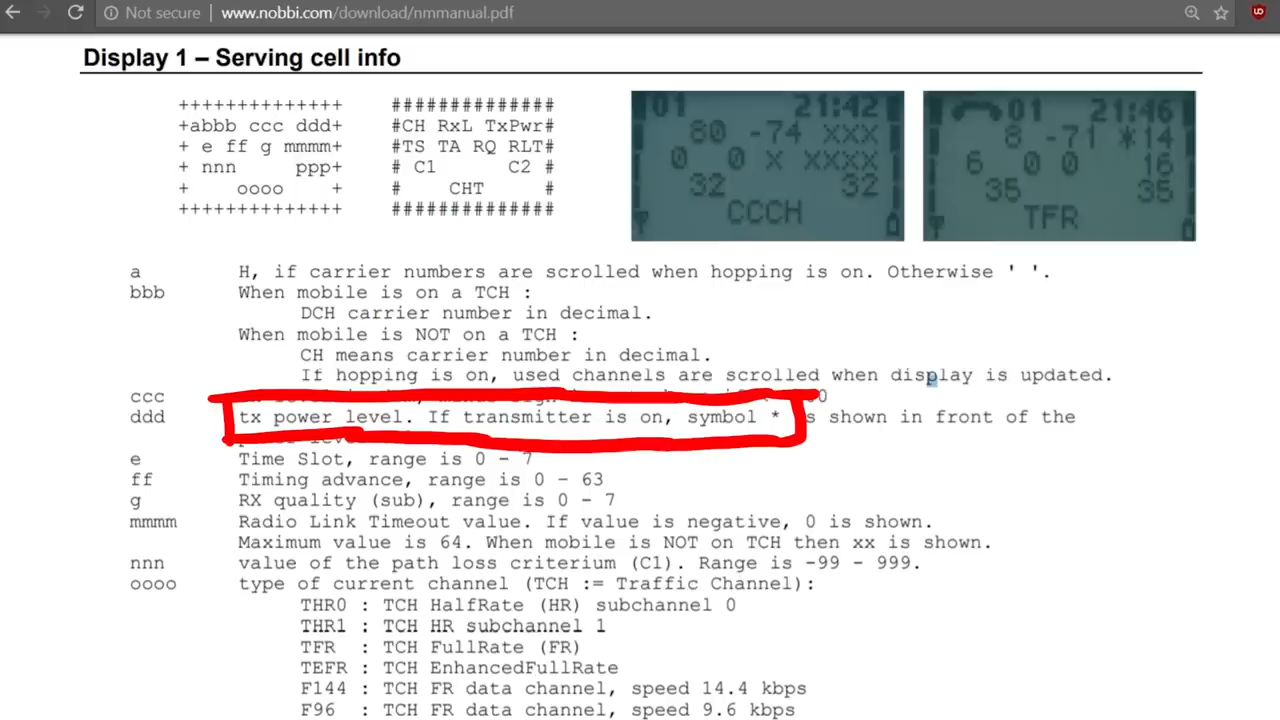 Not secure | www.nobbi.com/download/nmmanual.pdf
Display 1 – Serving cell info
++++++++++++++ ##############
+abbb ccc ddd+ #CH RxL TxPwr#
+ e ff g mmmm+ #TS TA RQ RLT#
+ nnn ppp+ # C1 C2 #
+ oooo + # CHT #
++++++++++++++ ##############
01 21:42
80 -74 xxx
0 0 x xxxx
32 32
CCCH
01 21:46
8 -71 *14
6 0 0 16
35 35
TFR
a H, if carrier numbers are scrolled when hopping is on. Otherwise ' '.
bbb When mobile is on a TCH :
DCH carrier number in decimal.
When mobile is NOT on a TCH :
CH means carrier number in decimal.
If hopping is on, used channels are scrolled when display is updated.
ccc
ddd tx power level. If transmitter is on, symbol * is shown in front of the
e Time Slot, range is 0 - 7
ff Timing advance, range is 0 - 63
g RX quality (sub), range is 0 - 7
mmmm Radio Link Timeout value. If value is negative, 0 is shown.
Maximum value is 64. When mobile is NOT on TCH then xx is shown.
nnn value of the path loss criterium (C1). Range is -99 - 999.
oooo type of current channel (TCH := Traffic Channel):
THR0 : TCH HalfRate (HR) subchannel 0
THR1 : TCH HR subchannel 1
TFR : TCH FullRate (FR)
TEFR : TCH EnhancedFullRate
F144 : TCH FR data channel, speed 14.4 kbps
F96 : TCH FR data channel, speed 9.6 kbps